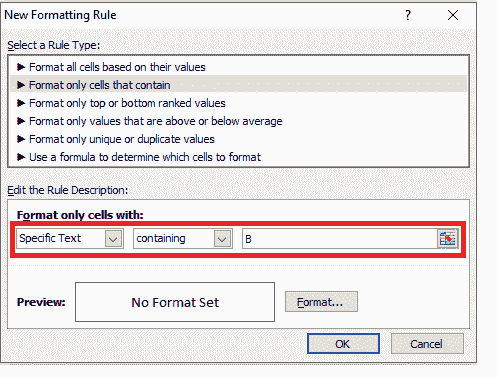 New Formatting Rule
?
Select a Rule Type:
► Format all cells based on their values
► Format only cells that contain
► Format only top or bottom ranked values
► Format only values that are above or below average
► Format only unique or duplicate values
► Use a formula to determine which cells to format
Edit the Rule Description:
Format only cells with:
Specific Text containing B
Preview: No Format Set Format...
OK Cancel